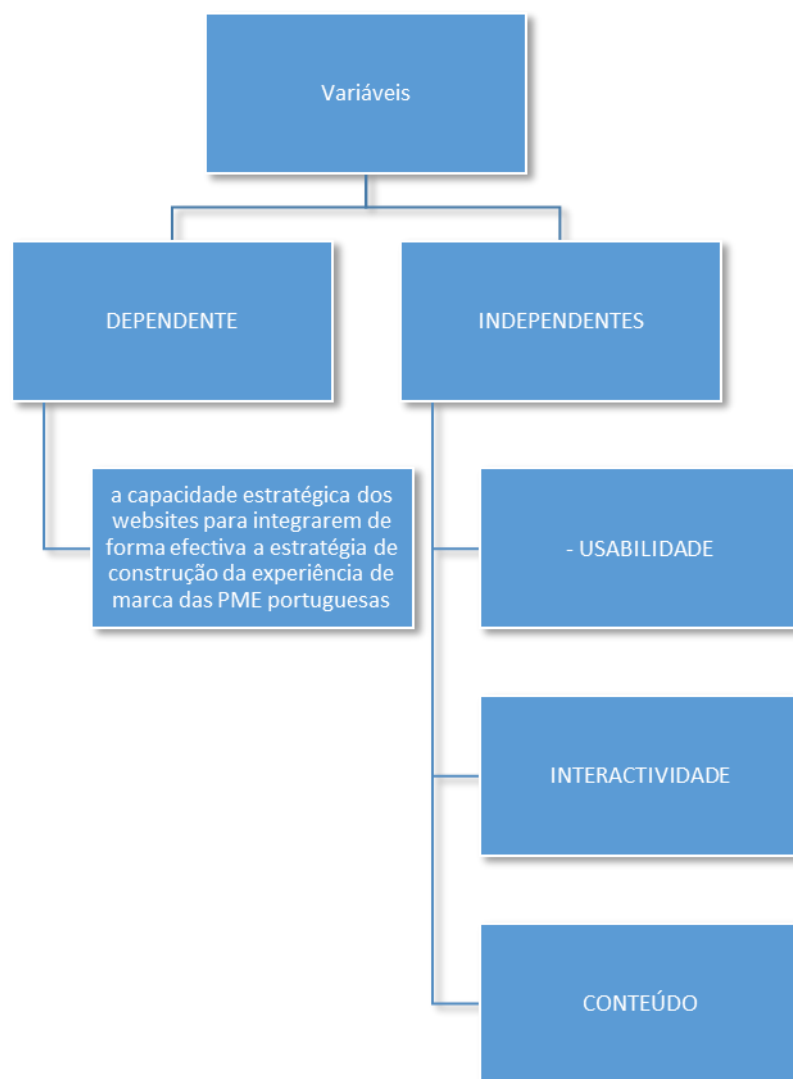 Variáveis
DEPENDENTE
INDEPENDENTES
a capacidade estratégica dos
websites para integrarem de
forma efectiva a estratégia de
construção da experiência de
marca das PME portuguesas
- USABILIDADE
INTERACTIVIDADE
CONTEÚDO